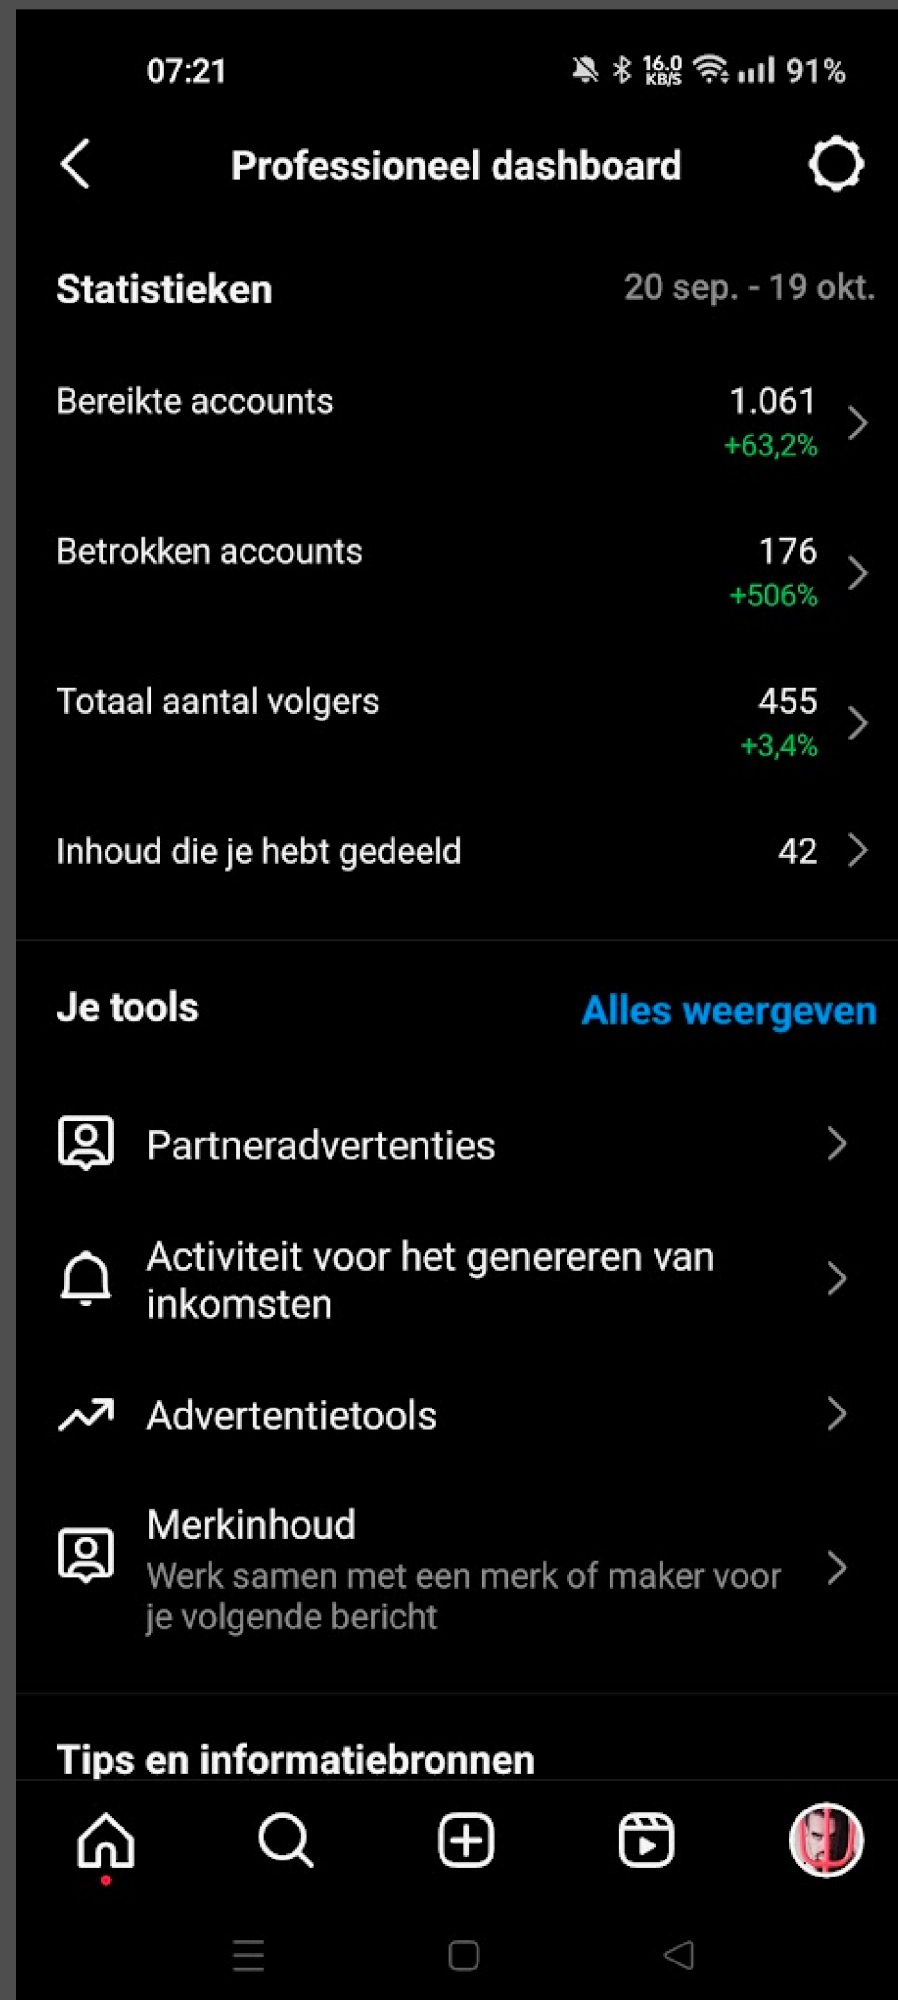 07:21
16.0 KB/S 91%
Professioneel dashboard
Statistieken 20 sep. - 19 okt.
Bereikte accounts 1.061
+63,2%
Betrokken accounts 176
+506%
Totaal aantal volgers 455
+3,4%
Inhoud die je hebt gedeeld 42
Je tools Alles weergeven
Partneradvertenties
Activiteit voor het genereren van
inkomsten
Advertentietools
Merkinhoud
Werk samen met een merk of maker voor
je volgende bericht
Tips en informatiebronnen